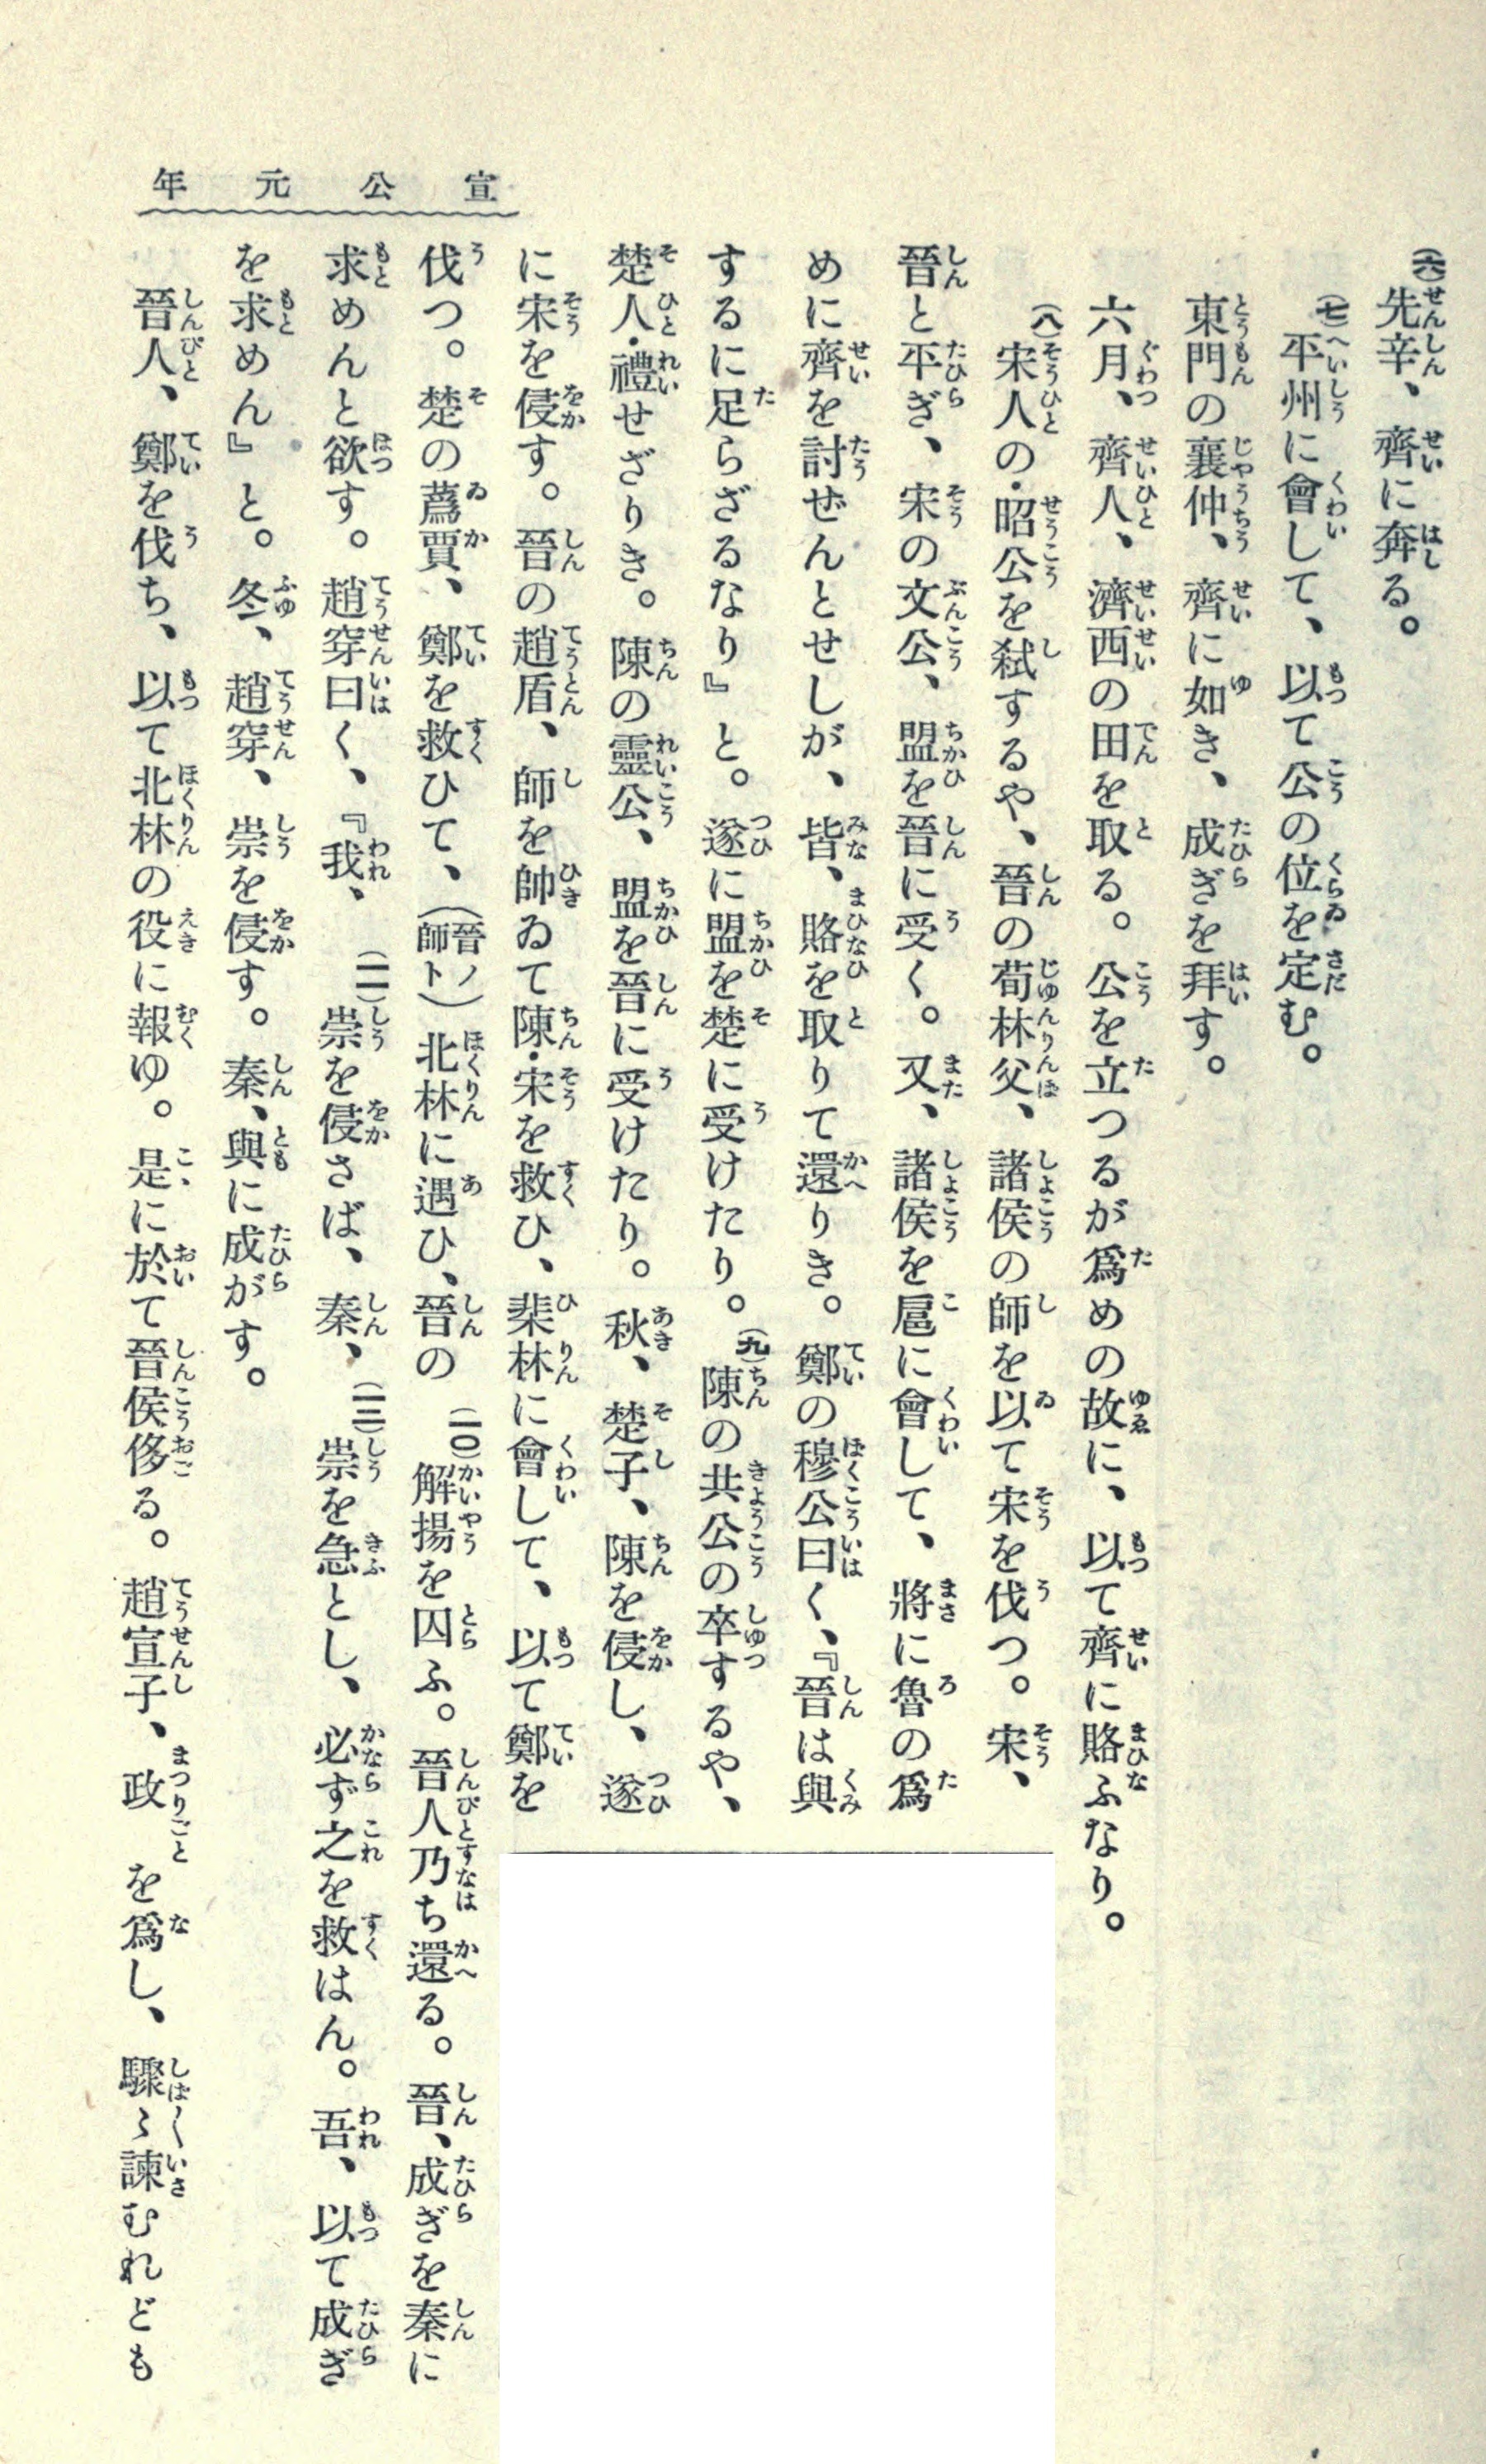 宣公元年
(六)先辛、齊に奔る。
(七)平州に會して、以て公の位を定む。
東門の襄仲、齊に如き、成ぎを拜す。
六月、齊人、濟西の田を取る。公を立つるが爲めの故に、以て齊に賂ふなり。
(八)宋人の・昭公を弑するや、晉の荀林父、諸侯の師を以て宋を伐つ。宋、
晉と平ぎ、宋の文公、盟を晉に受く。又、諸侯を扈に會して、將に魯の爲
めに齊を討ぜんとせしが、皆、賂を取りて還りき。鄭の穆公曰く、『晉は與
するに足らざるなり』と。遂に盟を楚に受けたり。(九)陳の共公の卒するや、
楚人・禮せざりき。陳の靈公、盟を晉に受けたり。秋、楚子、陳を侵し、遂
に宋を侵す。晉の趙盾、師を帥ゐて陳・宋を救ひ、棐林に會して、以て鄭を
伐つ。楚の蔿賈、鄭を救ひて、(晉ノ師ト)北林に遇ひ、晉の(一〇)解揚を囚ふ。晉人乃ち還る。晉、成ぎを秦に
求めんと欲す。趙穿曰く、『我、(一一)崇を侵さば、秦、(一二)崇を急とし、必ず之を救はん。吾、以て成ぎ
を求めん』と。冬、趙穿、崇を侵す。秦、與に成がす。
晉人、鄭を伐ち、以て北林の役に報ゆ。是に於て晉侯侈る。趙宣子、政を爲し、驟〻諫むれども